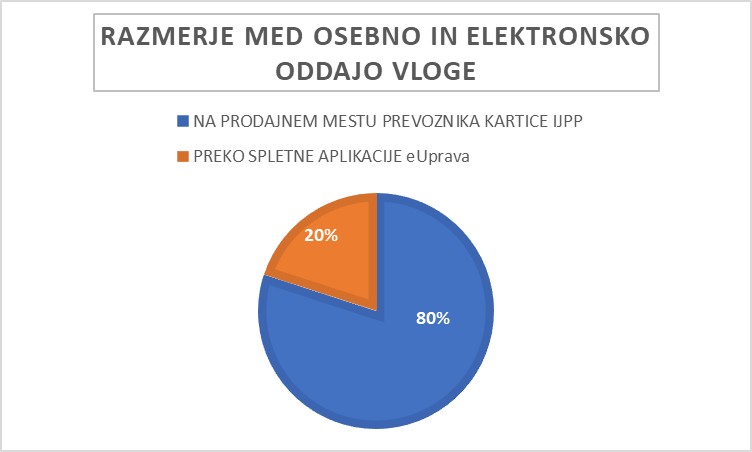 RAZMERJE MED OSEBNO IN ELEKTRONSKO
ODDAJO VLOGE
NA PRODAJNEM MESTU PREVOZNIKA KARTICE IJPP
PREKO SPLETNE APLIKACIJE eUprava
20%
80%